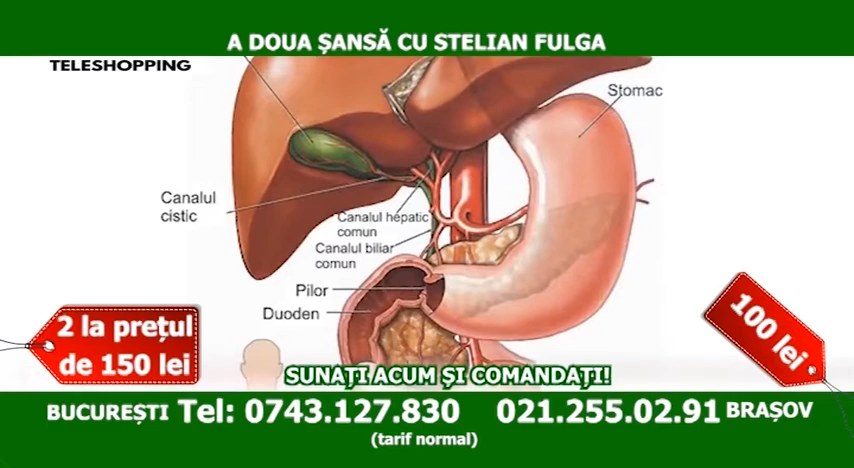 A DOUA ȘANSĂ CU STELIAN FULGA
TELESHOPPING
Stomac
Canalul
cistic
Canalul hepatic
comun
Canalul biliar
comun
Pilor
Duoden
2 la prețul
de 150 lei
100 lei
SUNAȚI ACUM ȘI COMANDAȚI!
BUCUREȘTI Tel: 0743.127.830 021.255.02.91 BRAȘOV
(tarif normal)